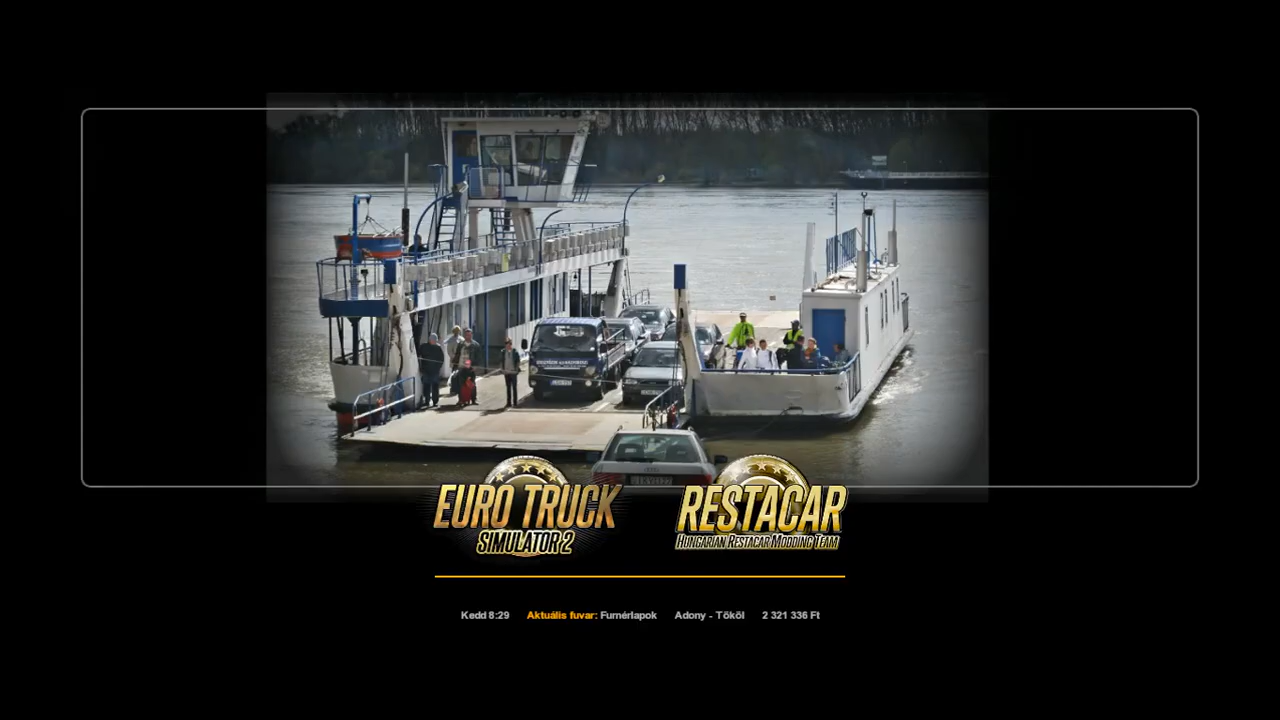 EURO TRUCK
SIMULATOR 2
RESTACAR
HUNGARIAN RESTACAR MODDING TEAM
Kedd 8:29 Aktuális fuvar: Furnérlapok Adony - Tököl 2 321 336 Ft